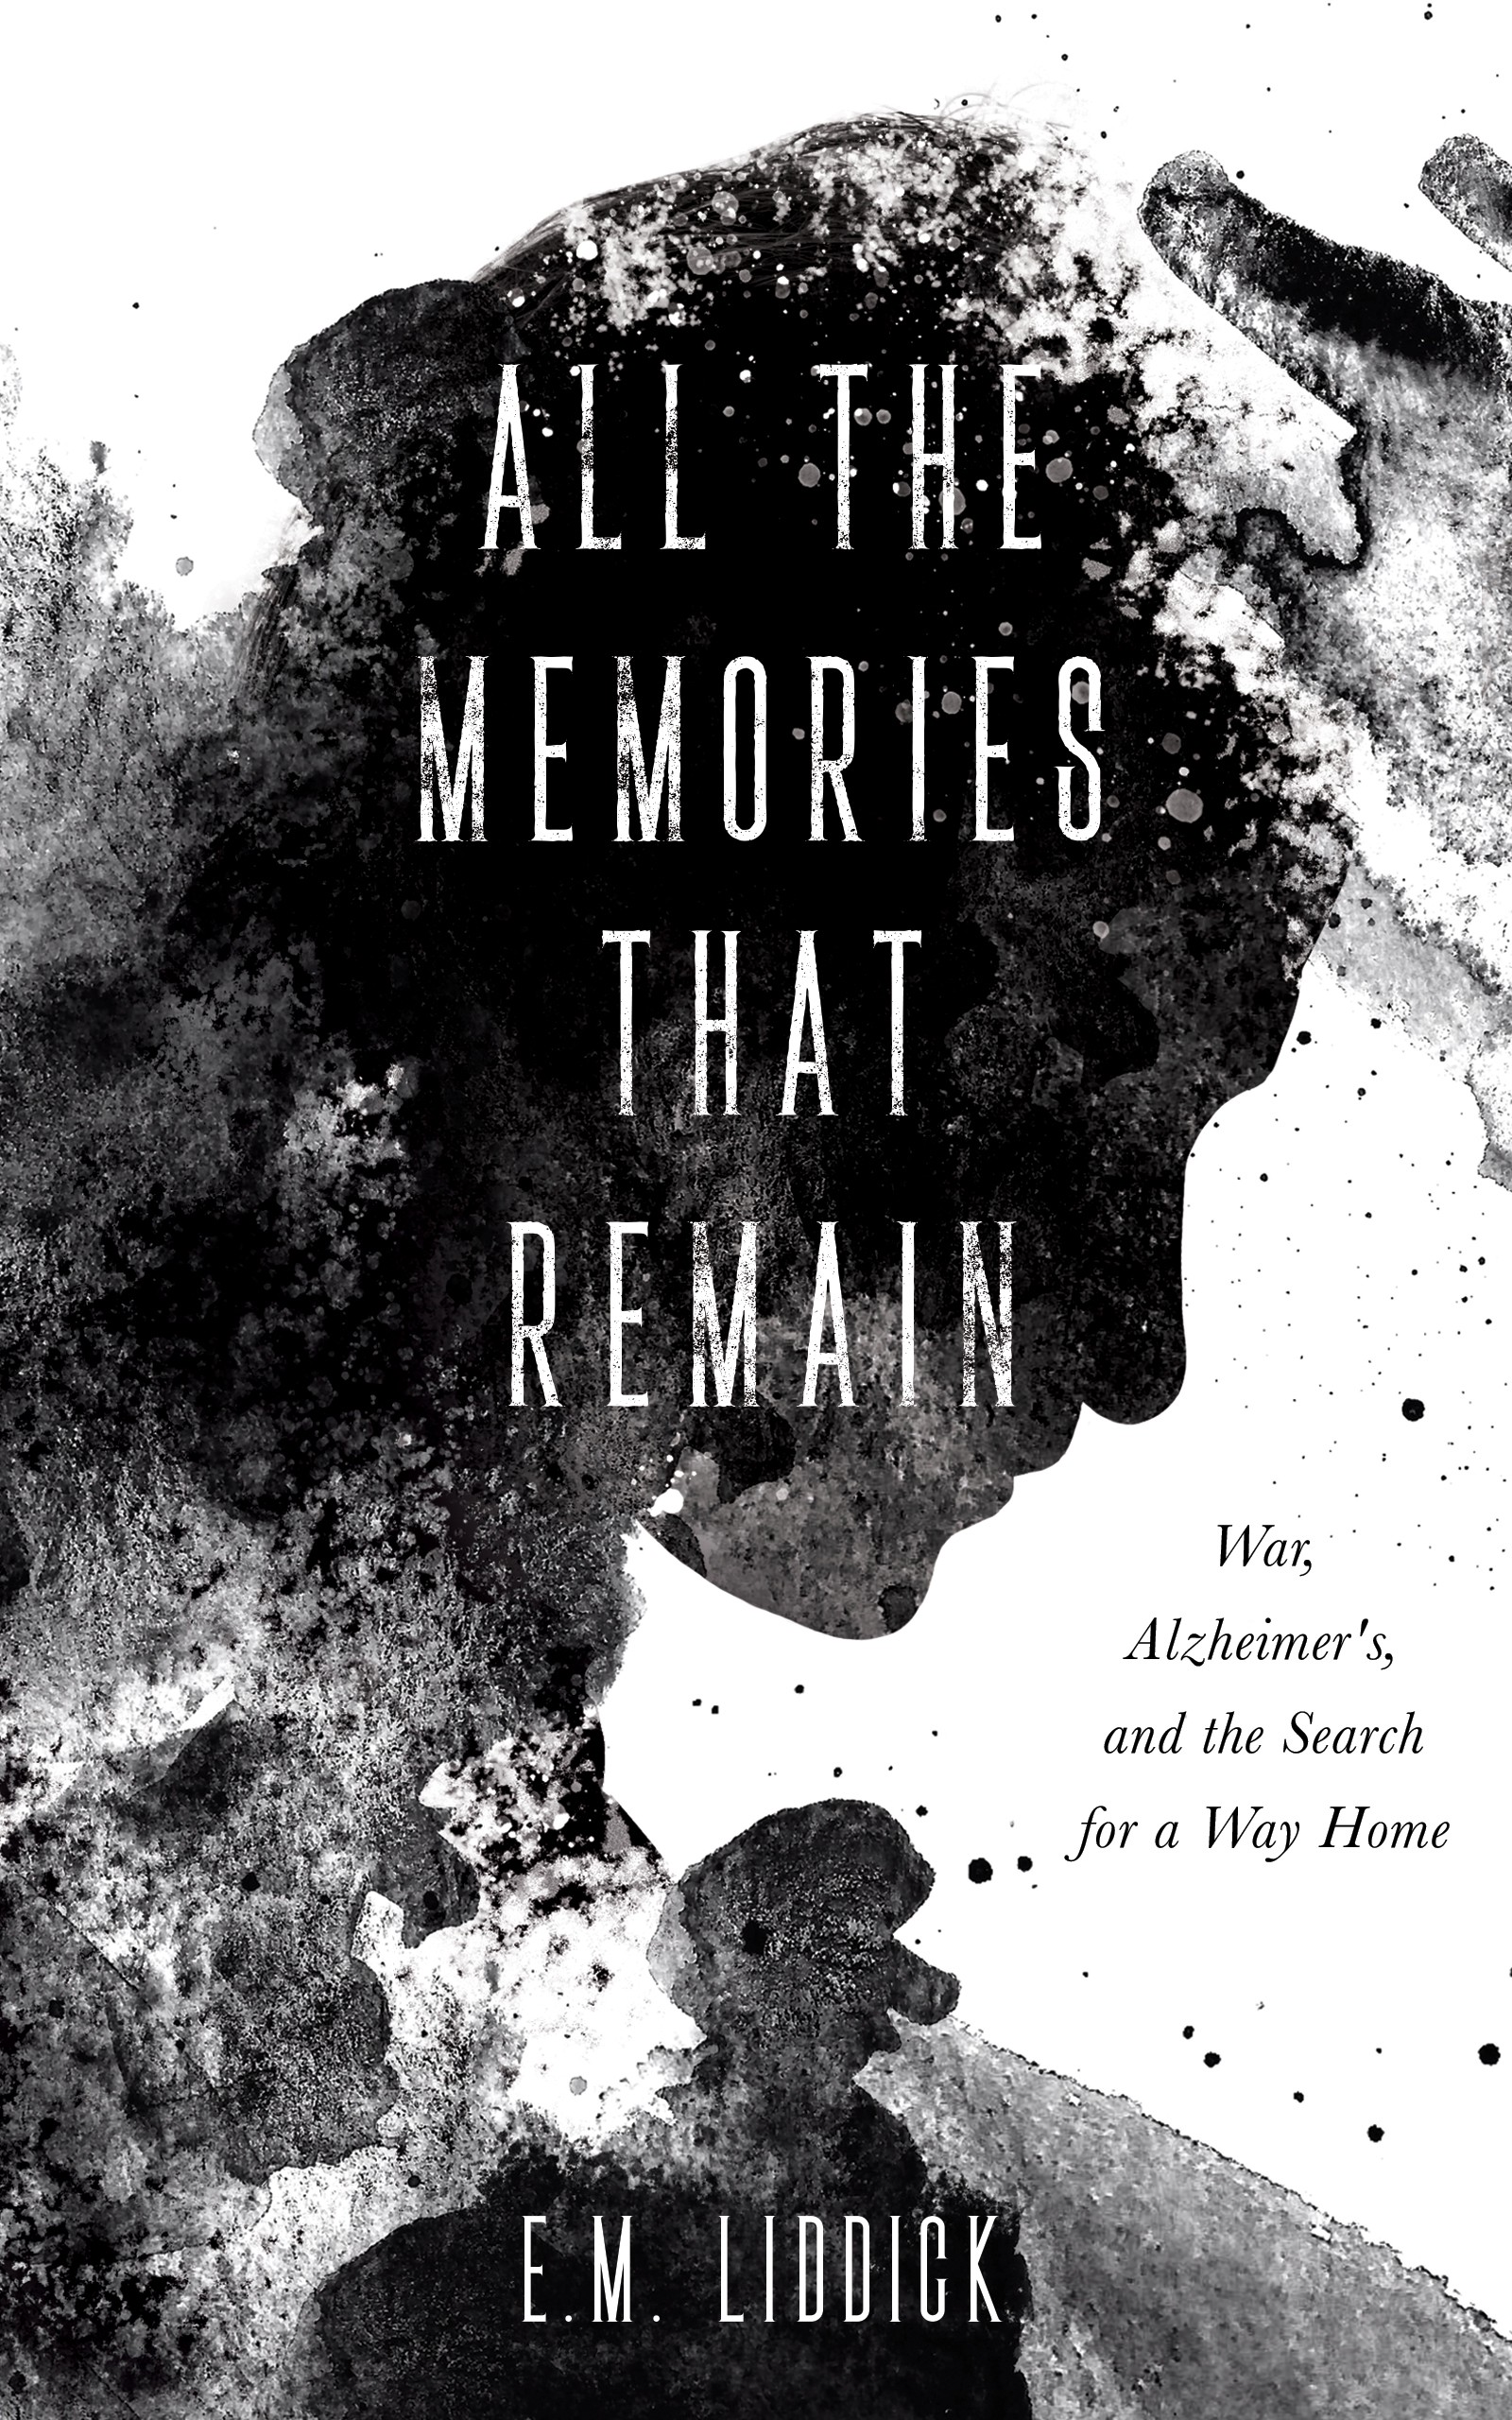 ALL THE
MEMORIES
THAT
REMAIN
War,
Alzheimer's,
and the Search
for a Way Home
E.M. LIDDICK